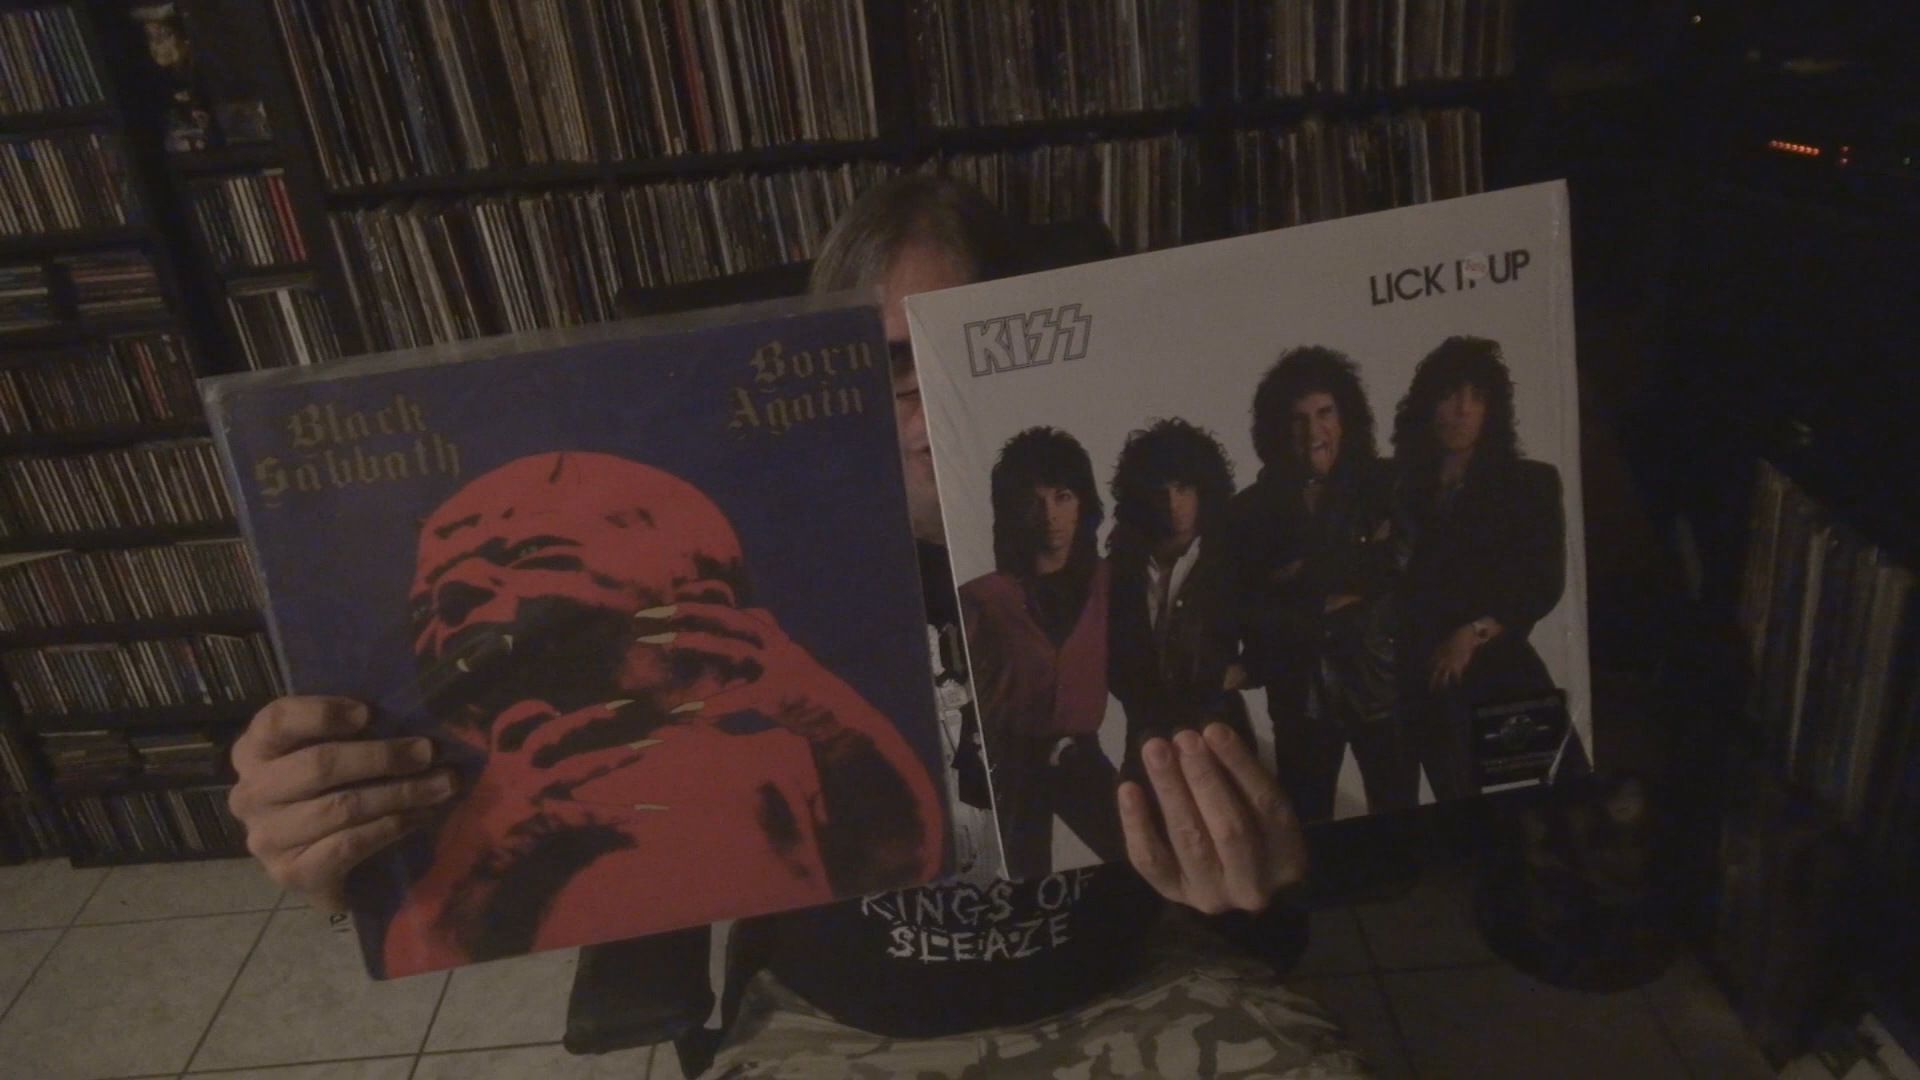 Black
Sabbath
Born
Again
KISS
LICK IT UP
KINGS OF
SLEAZE